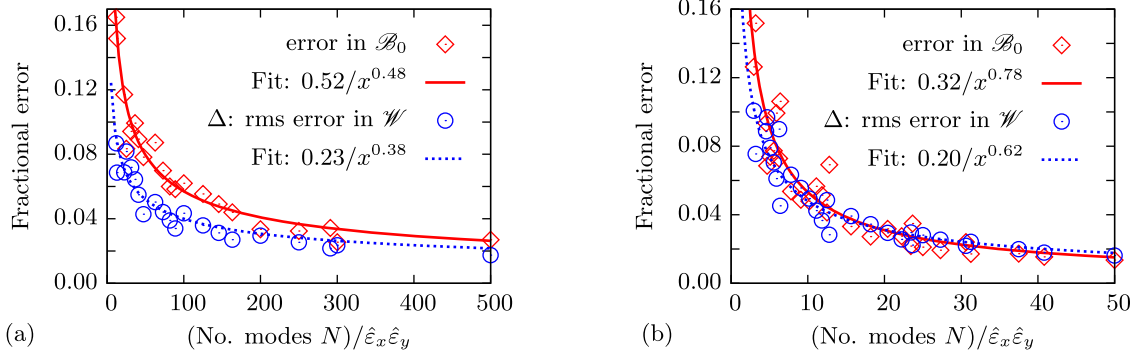 0.16
0.12
0.08
0.04
0.00
Fractional error
error in ℬ₀
Fit: 0.52/x^0.48
Δ: rms error in 𝒲
Fit: 0.23/x^0.38
0 100 200 300 400 500
(No. modes N)/ε̂ₓε̂ᵧ
(a)
0.16
0.12
0.08
0.04
0.00
Fractional error
error in ℬ₀
Fit: 0.32/x^0.78
Δ: rms error in 𝒲
Fit: 0.20/x^0.62
0 10 20 30 40 50
(No. modes N)/ε̂ₓε̂ᵧ
(b)